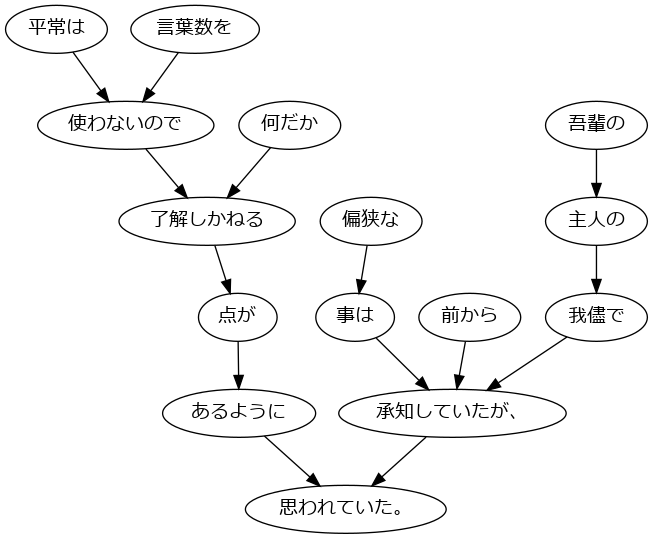 平常は 言葉数を
使わないので 何だか 吾輩の
了解しかねる 偏狭な 主人の
点が 事は 前から 我儘で
あるように 承知していたが、
思われていた。